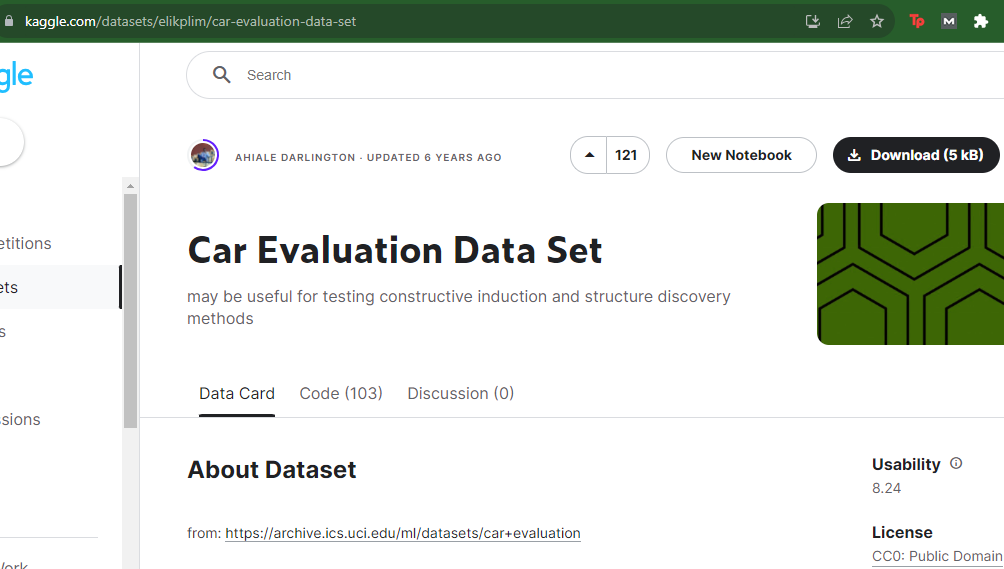 kaggle.com/datasets/elikplim/car-evaluation-data-set
Tp
M
gle
Search
AHIALE DARLINGTON · UPDATED 6 YEARS AGO
121
New Notebook
Download (5 kB)
etitions
ets
s
ssions
Work
Car Evaluation Data Set
may be useful for testing constructive induction and structure discovery
methods
Data Card
Code (103)
Discussion (0)
About Dataset
from: https://archive.ics.uci.edu/ml/datasets/car+evaluation
Usability
8.24
License
CC0: Public Domain